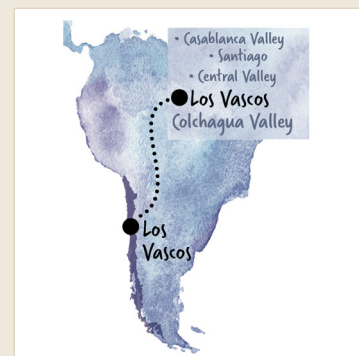 • Casablanca Valley
• Santiago
• Central Valley
Los Vascos
Colchagua Valley
Los
Vascos